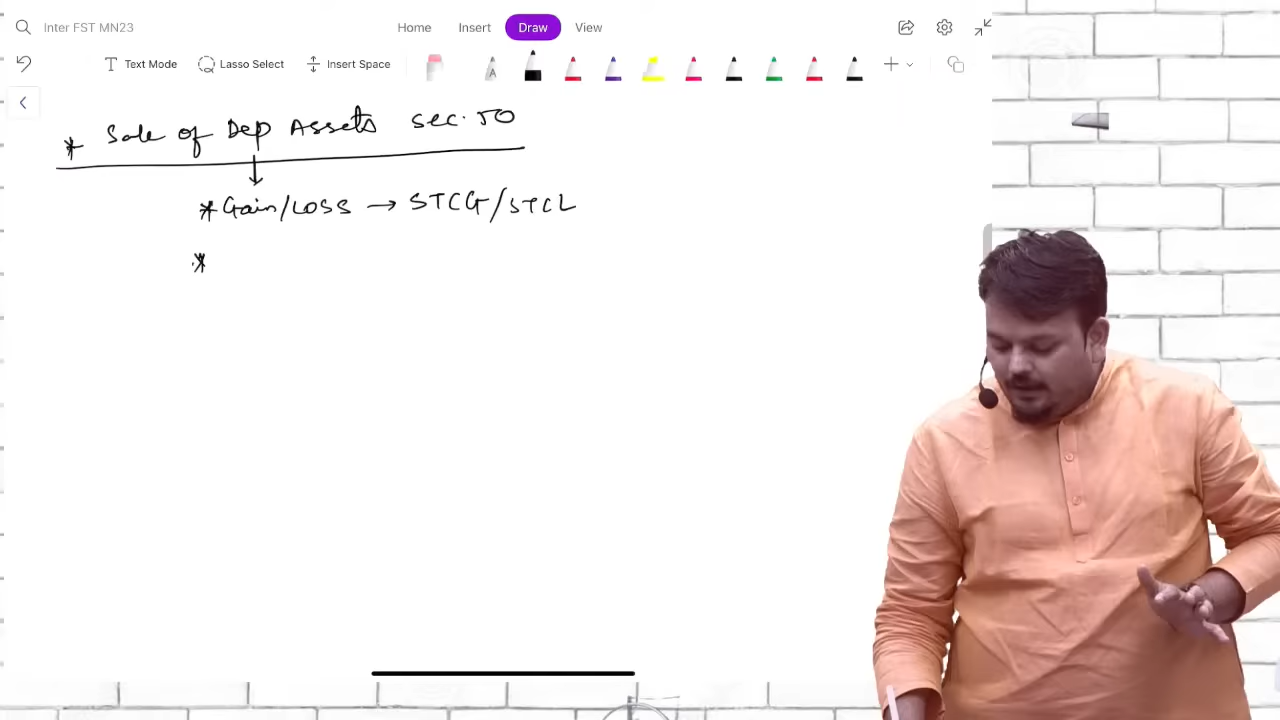 Inter FST MN23
Home Insert Draw View
Text Mode Lasso Select Insert Space
* Sale of Dep Assets sec. 50
* Gain/Loss → STCG/STCL
*